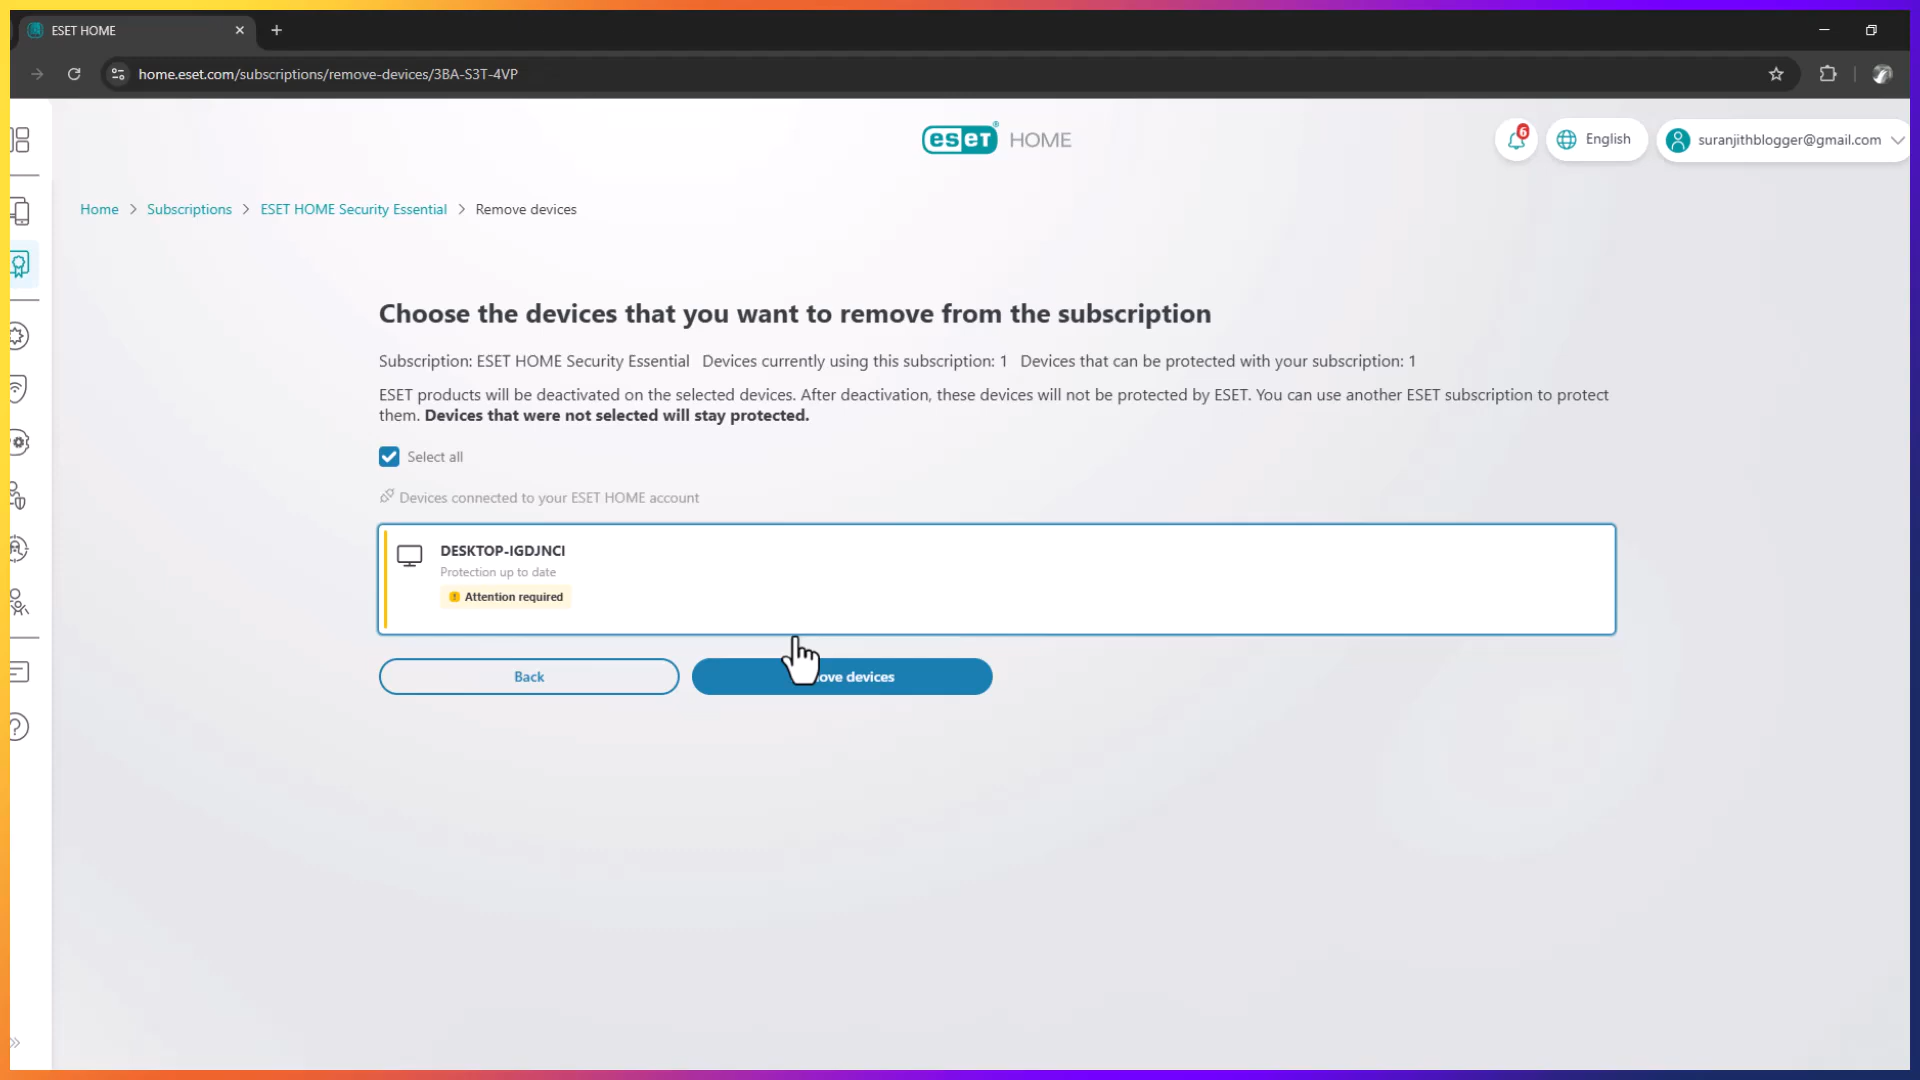 ESET HOME
home.eset.com/subscriptions/remove-devices/3BA-S3T-4VP
eset® HOME
6
English
suranjithblogger@gmail.com
Home > Subscriptions > ESET HOME Security Essential > Remove devices
Choose the devices that you want to remove from the subscription
Subscription: ESET HOME Security Essential Devices currently using this subscription: 1 Devices that can be protected with your subscription: 1
ESET products will be deactivated on the selected devices. After deactivation, these devices will not be protected by ESET. You can use another ESET subscription to protect
them. Devices that were not selected will stay protected.
Select all
Devices connected to your ESET HOME account
DESKTOP-IGDJNCI
Protection up to date
Attention required
Back
devices